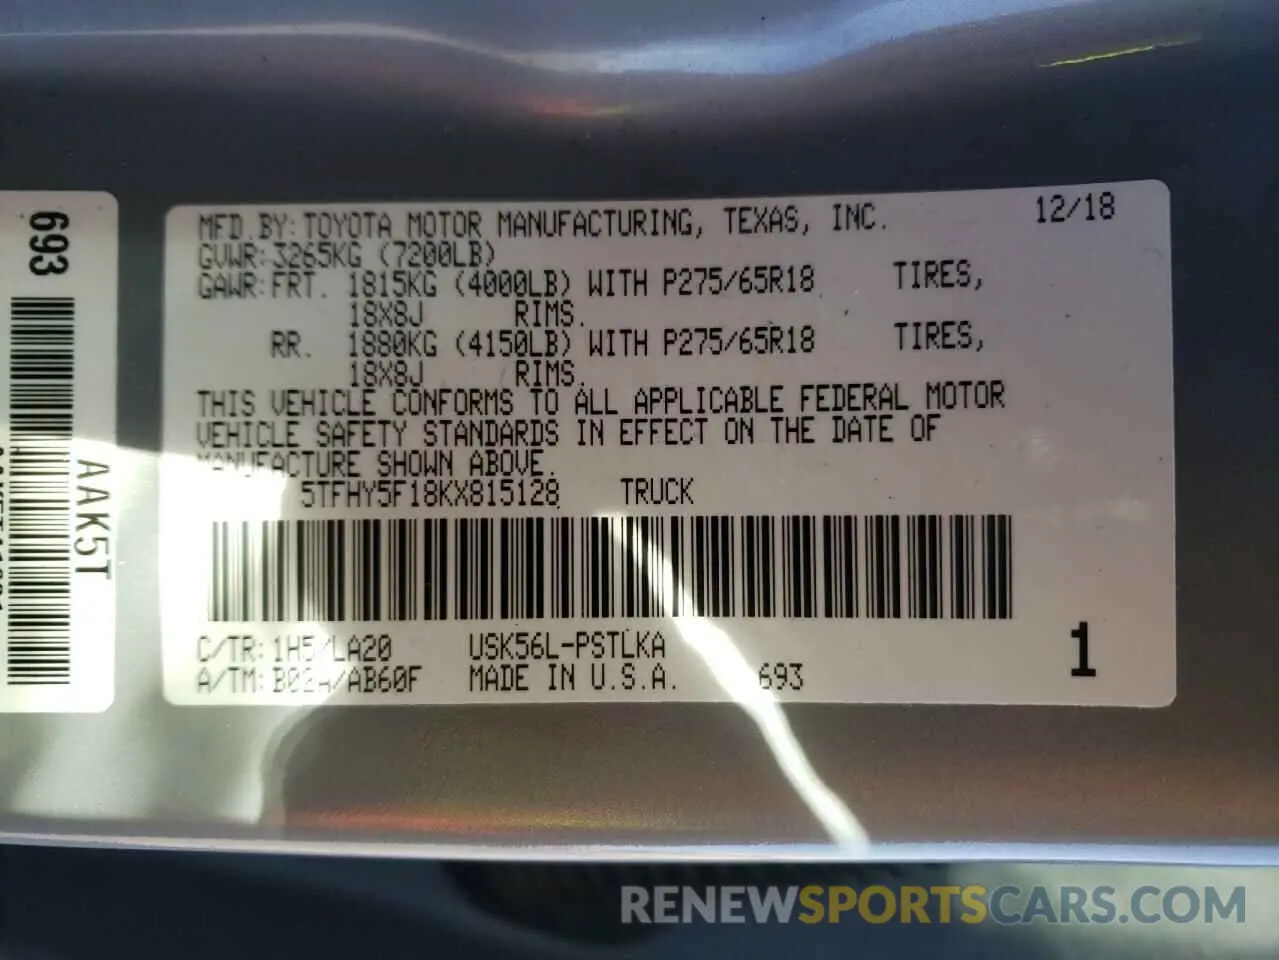 MFD.BY:TOYOTA MOTOR MANUFACTURING, TEXAS, INC. 12/18
GVWR:3265KG (7200LB)
GAWR:FRT. 1815KG (4000LB) WITH P275/65R18 TIRES,
18X8J RIMS.
RR. 1880KG (4150LB) WITH P275/65R18 TIRES,
18X8J RIMS.
THIS VEHICLE CONFORMS TO ALL APPLICABLE FEDERAL MOTOR
VEHICLE SAFETY STANDARDS IN EFFECT ON THE DATE OF
MANUFACTURE SHOWN ABOVE.
5TFHY5F18KX815128 TRUCK
C/TR:1H5/LA20 USK56L-PSTLKA
A/TM:B02A/AB60F MADE IN U.S.A. 693
1
693
AAK5T
RENEWSPORTSCARS.COM